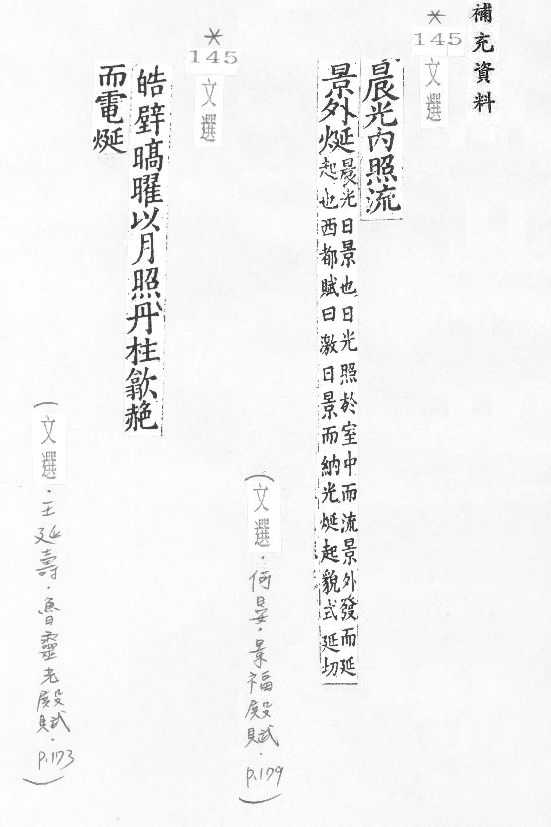 補充資料
*
145
文選
晨光內照流
景外烻
晨光日景也日光照於室中而流景外發而延
起也西都賦曰激日景而納光烻起貌式延切
(文選．何晏．景福殿賦．p.179)
*
145
文選
皓壁㬶曜以月照丹柱歙赩
而電烻
(文選．王延壽．魯靈光殿賦．p.173)